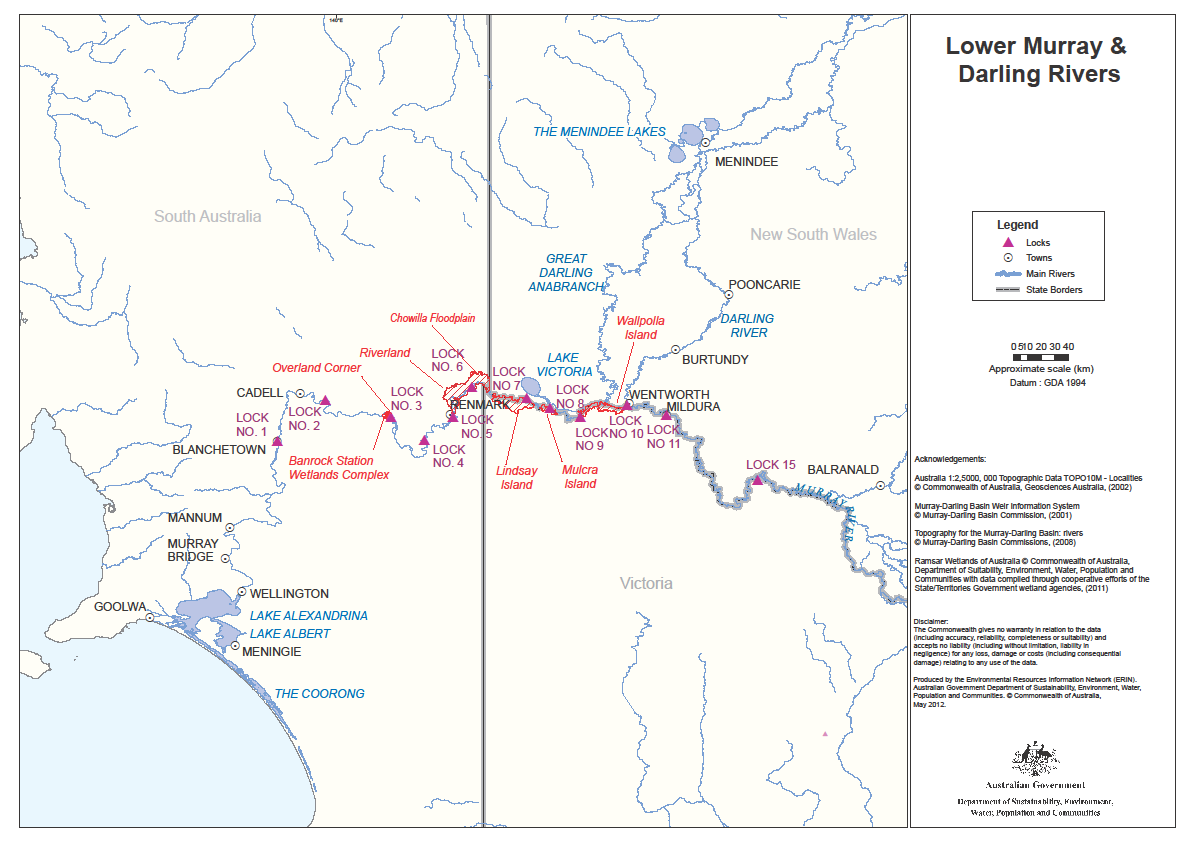 146°E
Lower Murray &
Darling Rivers
THE MENINDEE LAKES
MENINDEE
South Australia
New South Wales
GREAT
DARLING
ANABRANCH
POONCARIE
DARLING
RIVER
BURTUNDY
Chowilla Floodplain
Wallpolla
Island
Riverland
Overland Corner
LOCK
NO. 6
LAKE
VICTORIA
LOCK
NO 7
LOCK
NO 8
WENTWORTH
MILDURA
CADELL
LOCK
NO. 3
RENMARK
LOCK
NO. 1
LOCK
NO. 2
LOCK
NO. 5
LOCK
NO 9
LOCK
NO 10
LOCK
NO 11
BLANCHETOWN
LOCK
NO. 4
Banrock Station
Wetlands Complex
Lindsay
Island
Mulcra
Island
LOCK 15
BALRANALD
MURRAY RIVER
MANNUM
MURRAY
BRIDGE
Victoria
WELLINGTON
GOOLWA
LAKE ALEXANDRINA
LAKE ALBERT
MENINGIE
THE COORONG
Legend
Locks
Towns
Main Rivers
State Borders
0 510 20 30 40
Approximate scale (km)
Datum : GDA 1994
Acknowledgements:
Australia 1:2,5000, 000 Topographic Data TOPO10M - Localities
© Commonwealth of Australia, Geosciences Australia, (2002)
Murray-Darling Basin Weir Information System
© Murray-Darling Basin Commission, (2001)
Topography for the Murray-Darling Basin: rivers
© Murray-Darling Basin Commissions, (2008)
Ramsar Wetlands of Australia © Commonwealth of Australia,
Department of Suitability, Environment, Water, Population and
Communities with data compiled through cooperative efforts of the
State/Territories Government wetland agencies, (2011)
Disclaimer:
The Commonwealth gives no warranty in relation to the data
(including accuracy, reliability, completeness or suitability) and
accepts no liability (including without limitation, liability in
negligence) for any loss, damage or costs (including consequential
damage) relating to any use of the data.
Produced by the Environmental Resources Information Network (ERIN).
Australian Government Department of Sustainability, Environment, Water,
Population and Communities. © Commonwealth of Australia,
May 2012.
Australian Government
Department of Sustainability, Environment,
Water, Population and Communities